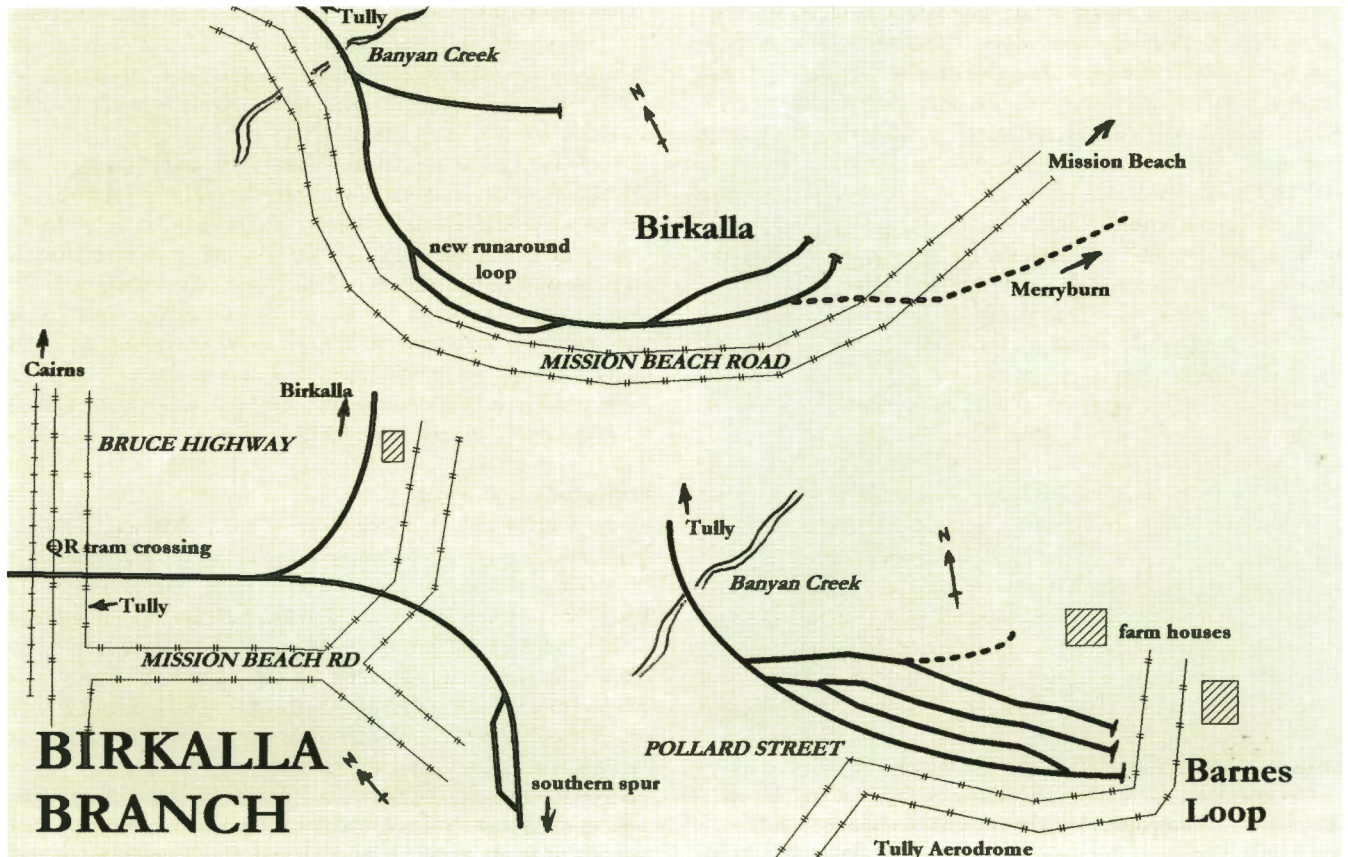 Tully
Banyan Creek
N
Mission Beach
Birkalla
new runaround
loop
Merryburn
MISSION BEACH ROAD
Cairns
Birkalla
BRUCE HIGHWAY
QR tram crossing
Tully
MISSION BEACH RD
N
southern spur
BIRKALLA
BRANCH
Tully
Banyan Creek
N
farm houses
POLLARD STREET
Barnes
Loop
Tully Aerodrome